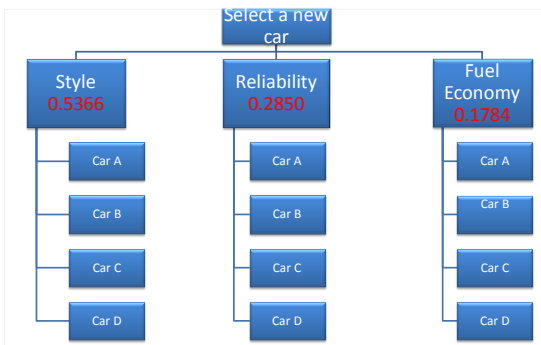 Select a new
car
Style
0.5366
Reliability
0.2850
Fuel
Economy
0.1784
Car A
Car A
Car A
Car B
Car B
Car B
Car C
Car C
Car C
Car D
Car D
Car D